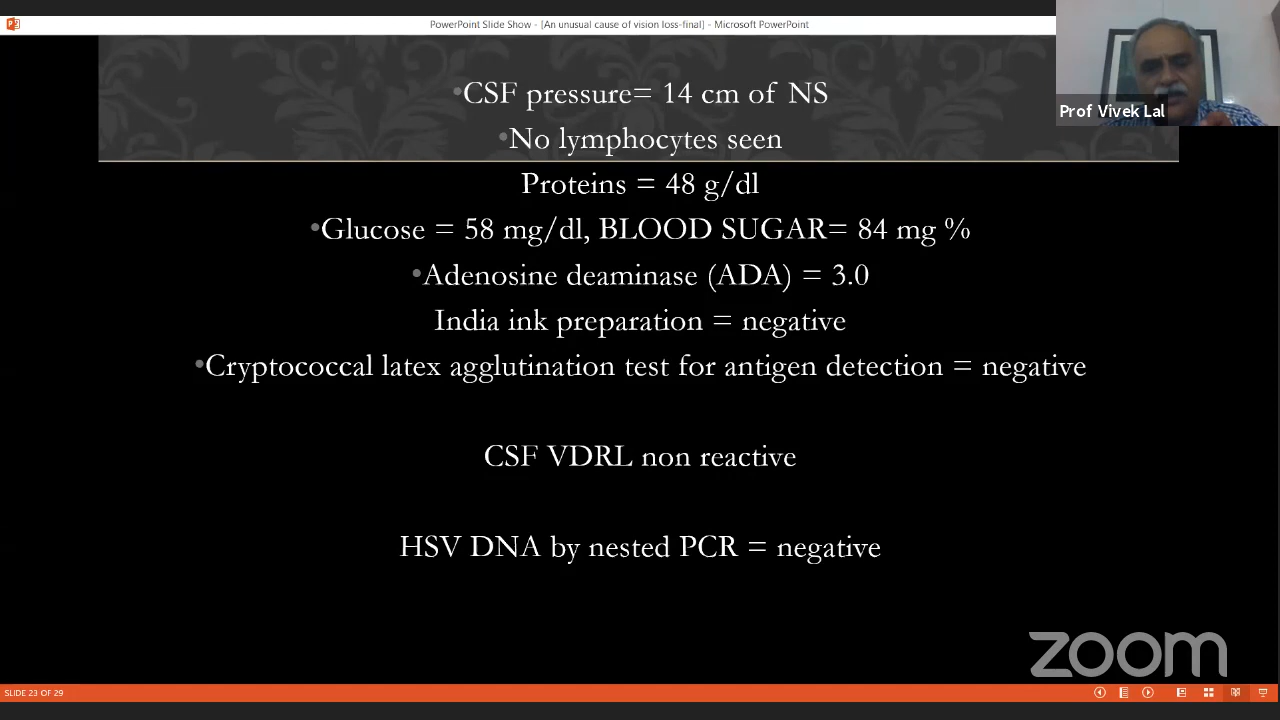 PowerPoint Slide Show - [An unusual cause of vision loss-final] - Microsoft PowerPoint
Prof Vivek Lal
•CSF pressure= 14 cm of NS
•No lymphocytes seen
Proteins = 48 g/dl
•Glucose = 58 mg/dl, BLOOD SUGAR= 84 mg %
•Adenosine deaminase (ADA) = 3.0
India ink preparation = negative
•Cryptococcal latex agglutination test for antigen detection = negative
CSF VDRL non reactive
HSV DNA by nested PCR = negative
zoom
SLIDE 23 OF 29